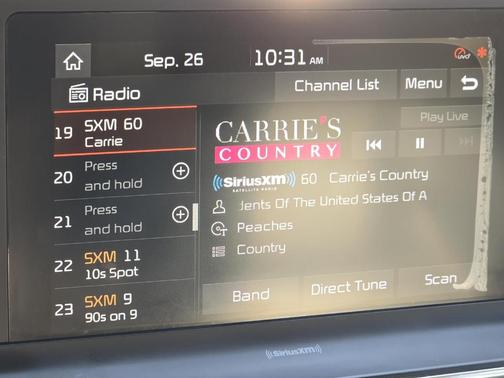 Sep. 26
10:31 AM
UVO
Radio
Channel List
Menu
19 SXM 60
Carrie
20 Press
and hold
21 Press
and hold
22 SXM 11
10s Spot
23 SXM 9
90s on 9
CARRIE'S
COUNTRY
Play Live
SiriusXM
SATELLITE RADIO
60 Carrie's Country
dents Of The United States Of A
Peaches
Country
Band
Direct Tune
Scan
SiriusXM